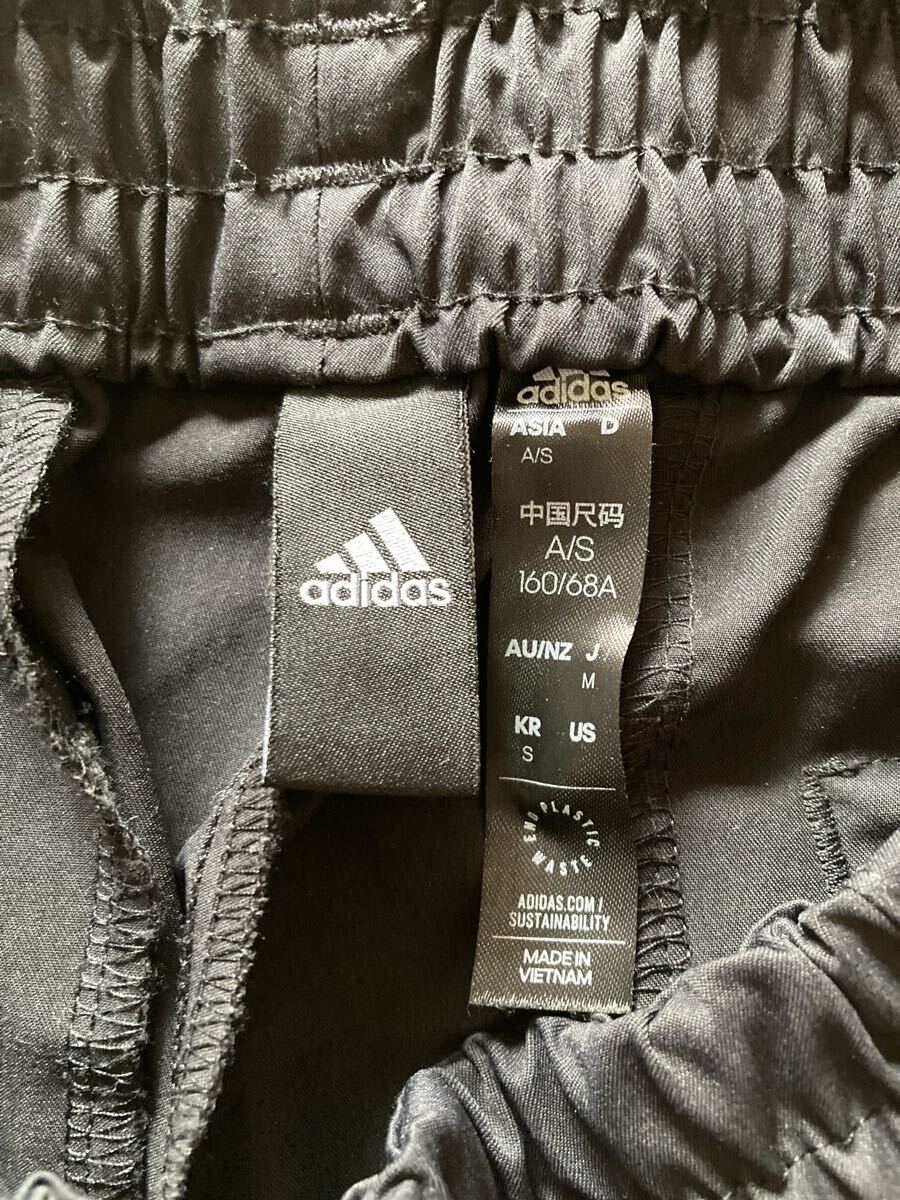 adidas
adidas
ASIA D
A/S
中国尺码
A/S
160/68A
AU/NZ J
M
KR US
S
END PLASTIC WASTE
ADIDAS.COM/
SUSTAINABILITY
MADE IN
VIETNAM